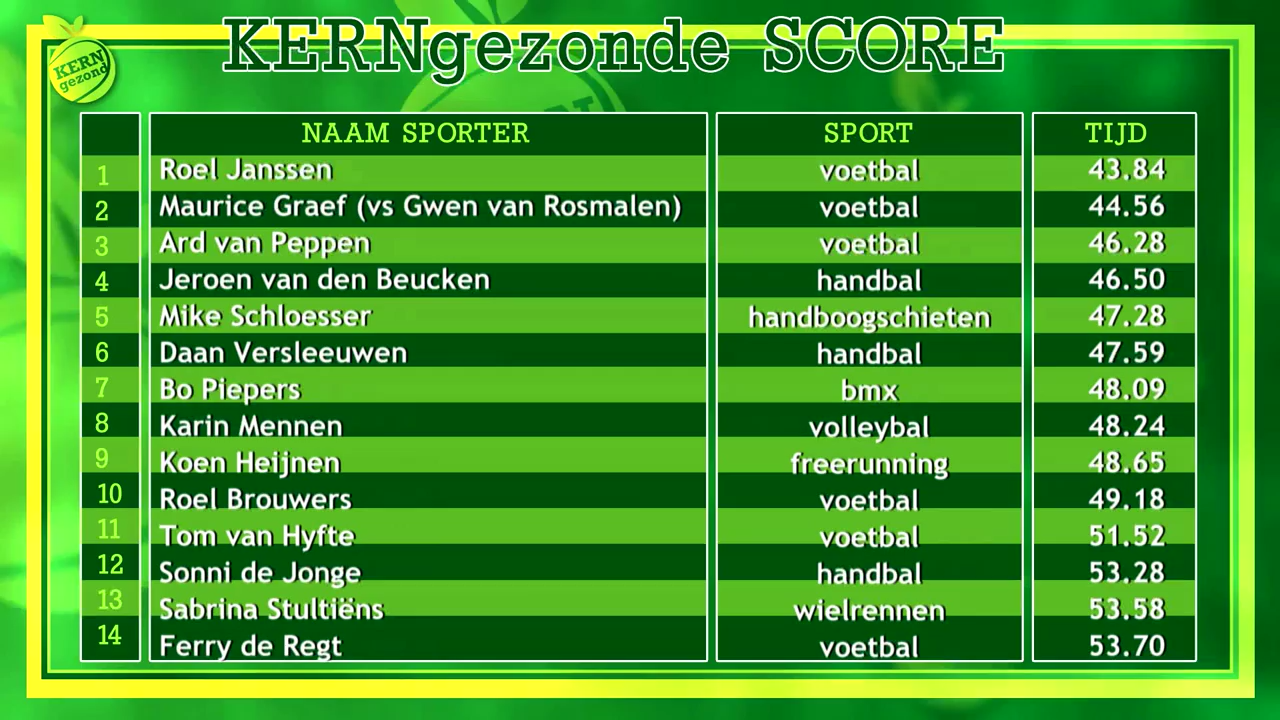 KERNgezonde SCORE
KERN
gezond
NAAM SPORTER SPORT TIJD
1 Roel Janssen voetbal 43.84
2 Maurice Graef (vs Gwen van Rosmalen) voetbal 44.56
3 Ard van Peppen voetbal 46.28
4 Jeroen van den Beucken handbal 46.50
5 Mike Schloesser handboogschieten 47.28
6 Daan Versleeuwen handbal 47.59
7 Bo Piepers bmx 48.09
8 Karin Mennen volleybal 48.24
9 Koen Heijnen freerunning 48.65
10 Roel Brouwers voetbal 49.18
11 Tom van Hyfte voetbal 51.52
12 Sonni de Jonge handbal 53.28
13 Sabrina Stultiëns wielrennen 53.58
14 Ferry de Regt voetbal 53.70